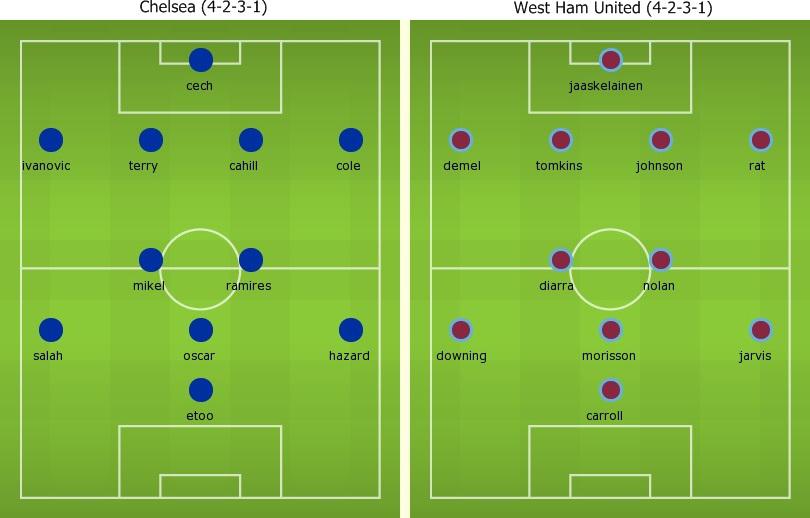 Chelsea (4-2-3-1)
cech
ivanovic terry cahill cole
mikel ramires
salah oscar hazard
etoo
West Ham United (4-2-3-1)
jaaskelainen
demel tomkins johnson rat
diarra nolan
downing morisson jarvis
carroll